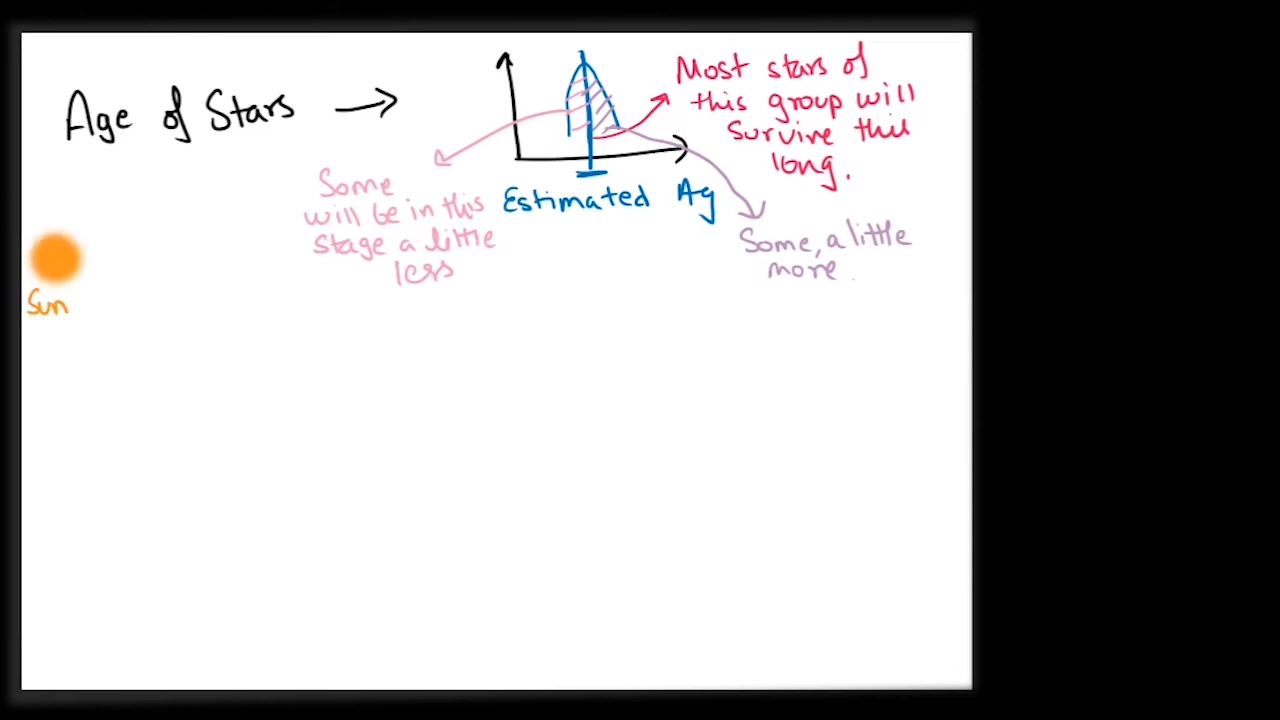 Age of Stars
Most stars of
this group will
survive this
long.
Some
will be in this
stage a little
less
Estimated Ag
Some, a little
more.
Sun